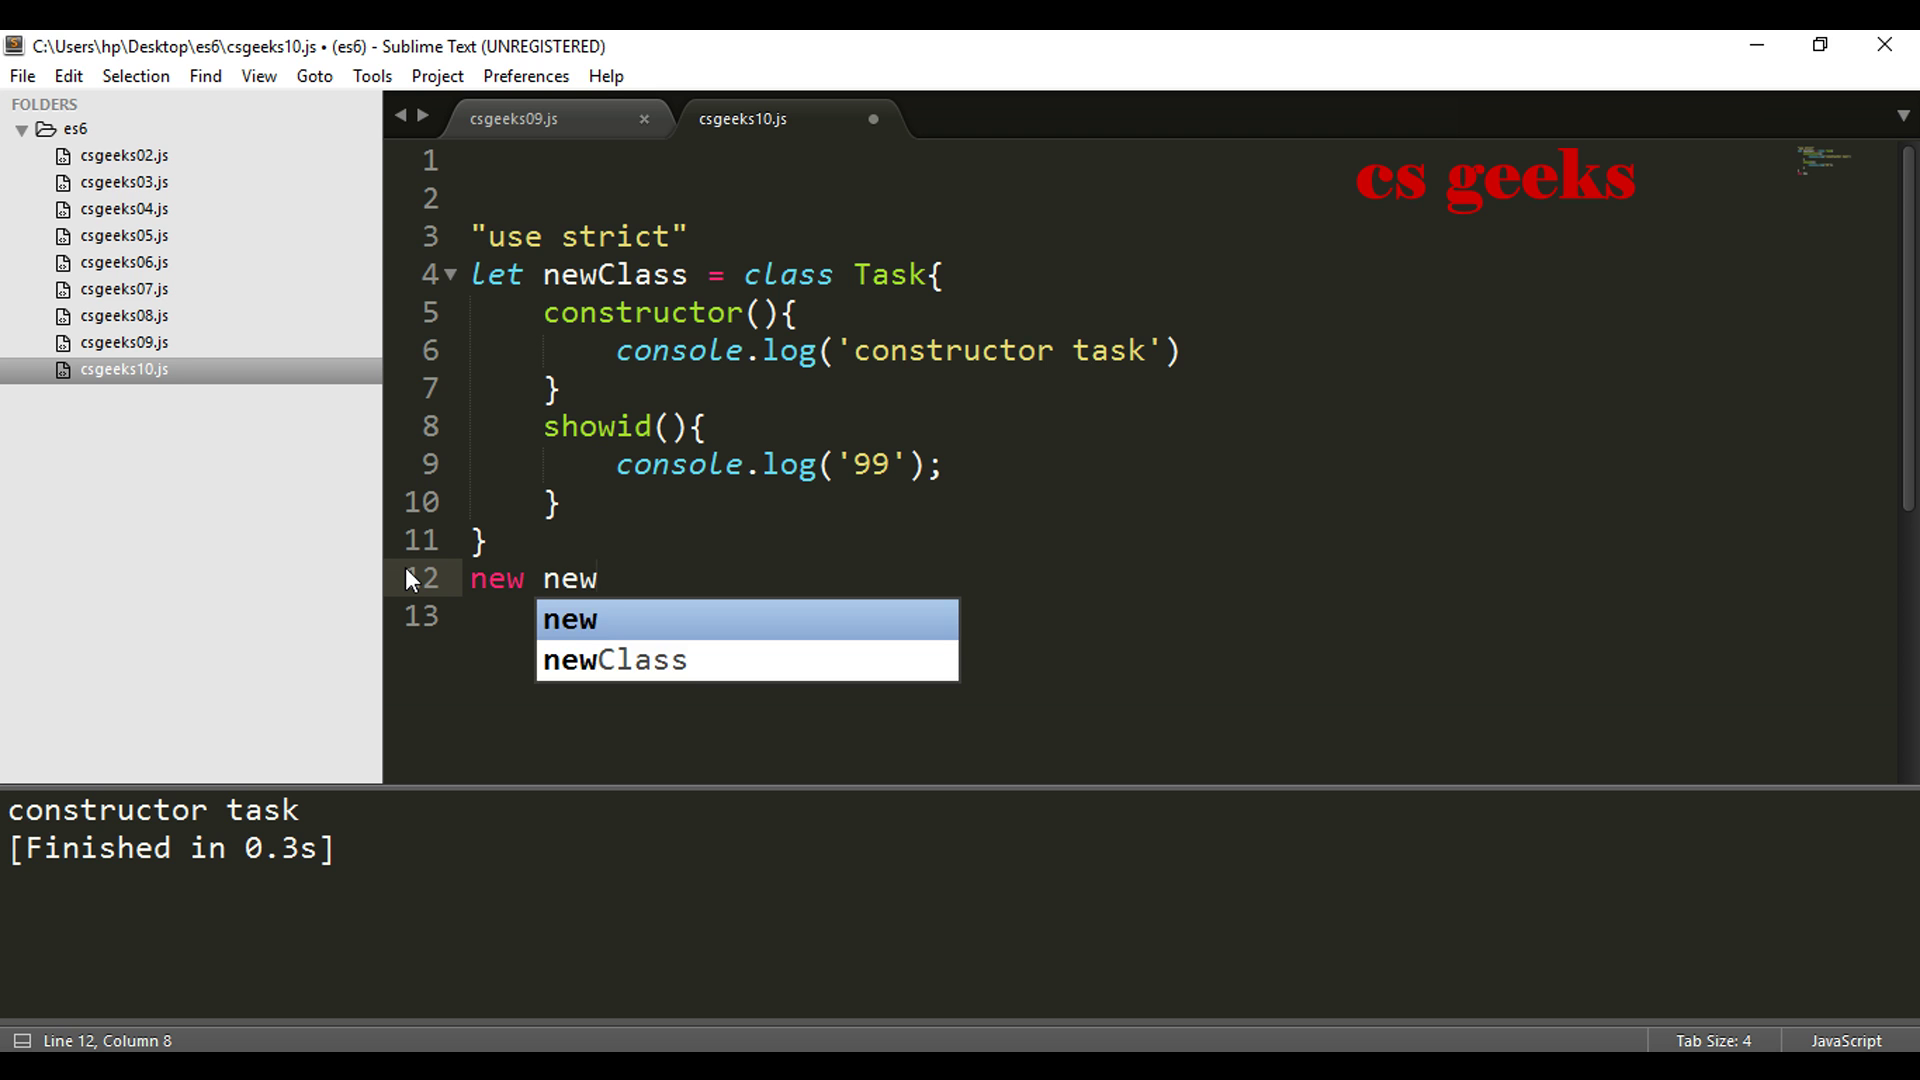 C:\Users\hp\Desktop\es6\csgeeks10.js • (es6) - Sublime Text (UNREGISTERED)
File Edit Selection Find View Goto Tools Project Preferences Help
FOLDERS
es6
csgeeks02.js
csgeeks03.js
csgeeks04.js
csgeeks05.js
csgeeks06.js
csgeeks07.js
csgeeks08.js
csgeeks09.js
csgeeks10.js
csgeeks09.js × csgeeks10.js
cs geeks
1
2
3 "use strict"
4 let newClass = class Task{
5 constructor(){
6 console.log('constructor task')
7 }
8 showid(){
9 console.log('99');
10 }
11 }
12 new new
13
new
newClass
constructor task
[Finished in 0.3s]
Line 12, Column 8 Tab Size: 4 JavaScript